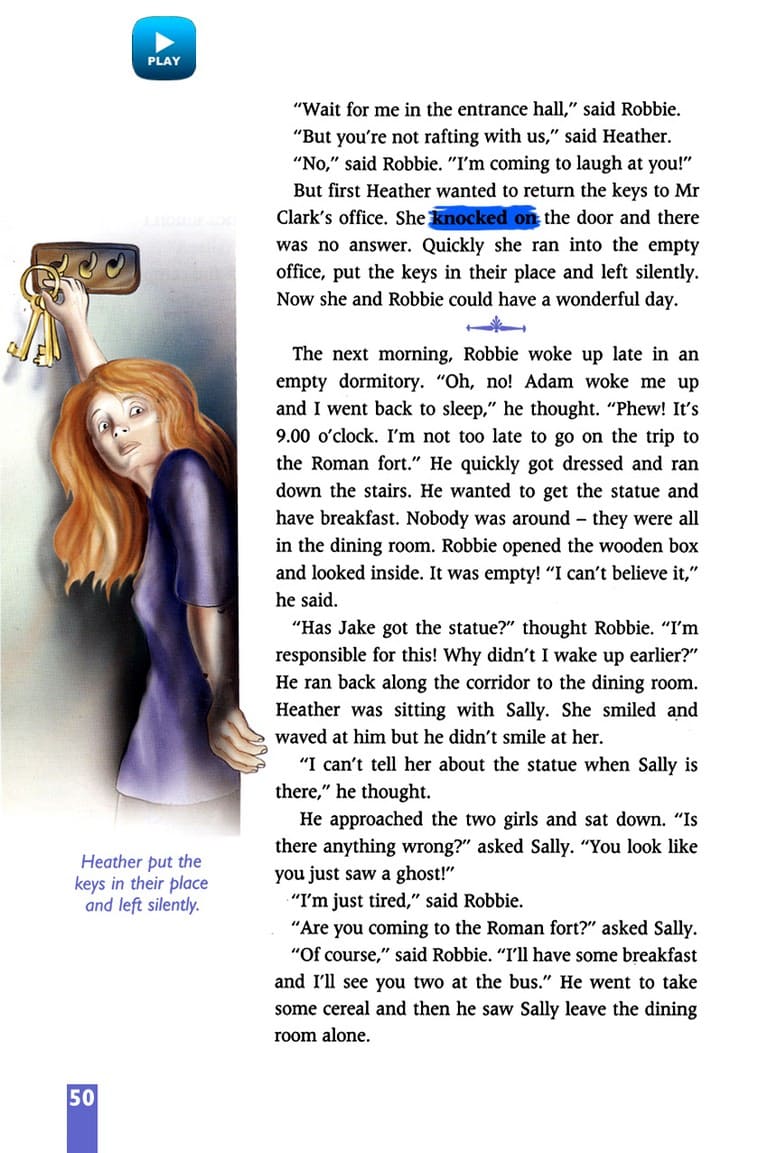 PLAY
“Wait for me in the entrance hall,” said Robbie.
“But you’re not rafting with us,” said Heather.
“No,” said Robbie. ”I’m coming to laugh at you!”
But first Heather wanted to return the keys to Mr
Clark’s office. She knocked on the door and there
was no answer. Quickly she ran into the empty
office, put the keys in their place and left silently.
Now she and Robbie could have a wonderful day.
The next morning, Robbie woke up late in an
empty dormitory. “Oh, no! Adam woke me up
and I went back to sleep,” he thought. “Phew! It’s
9.00 o’clock. I’m not too late to go on the trip to
the Roman fort.” He quickly got dressed and ran
down the stairs. He wanted to get the statue and
have breakfast. Nobody was around – they were all
in the dining room. Robbie opened the wooden box
and looked inside. It was empty! “I can’t believe it,”
he said.
“Has Jake got the statue?” thought Robbie. “I’m
responsible for this! Why didn’t I wake up earlier?”
He ran back along the corridor to the dining room.
Heather was sitting with Sally. She smiled and
waved at him but he didn’t smile at her.
“I can’t tell her about the statue when Sally is
there,” he thought.
He approached the two girls and sat down. “Is
there anything wrong?” asked Sally. “You look like
you just saw a ghost!”
“I’m just tired,” said Robbie.
“Are you coming to the Roman fort?” asked Sally.
“Of course,” said Robbie. “I’ll have some breakfast
and I’ll see you two at the bus.” He went to take
some cereal and then he saw Sally leave the dining
room alone.
Heather put the
keys in their place
and left silently.
50